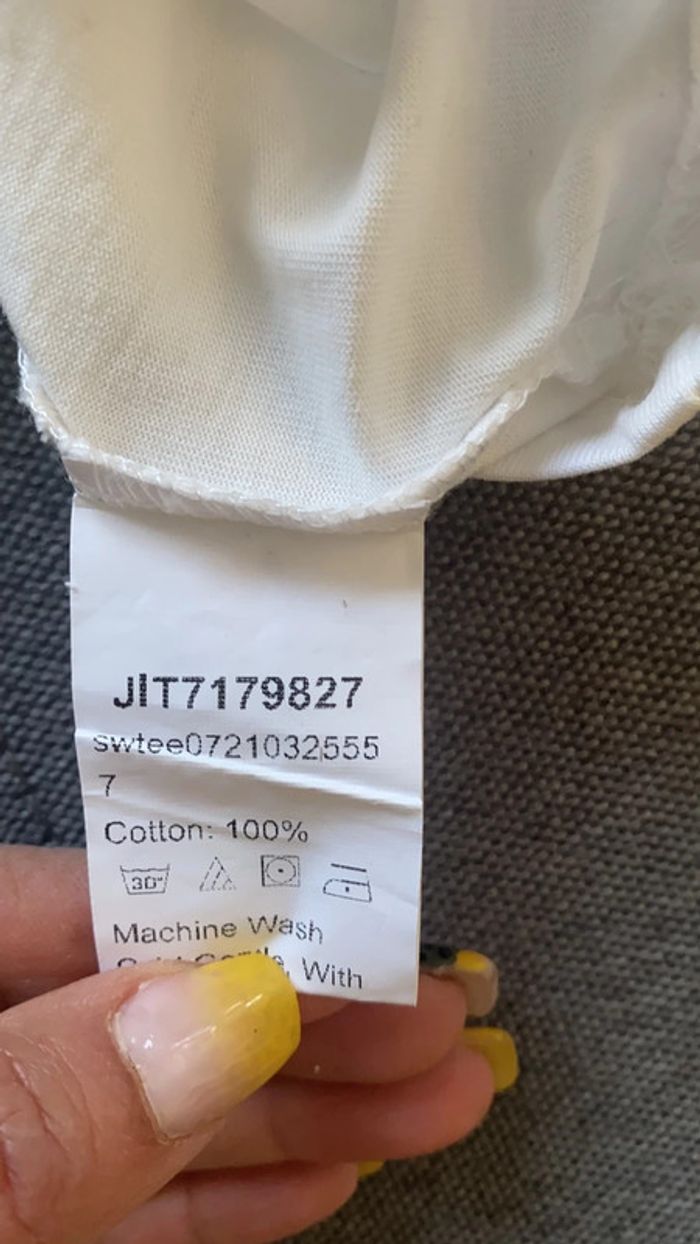 JIT7179827
swtee0721032555
7
Cotton: 100%
30°
Machine Wash
With